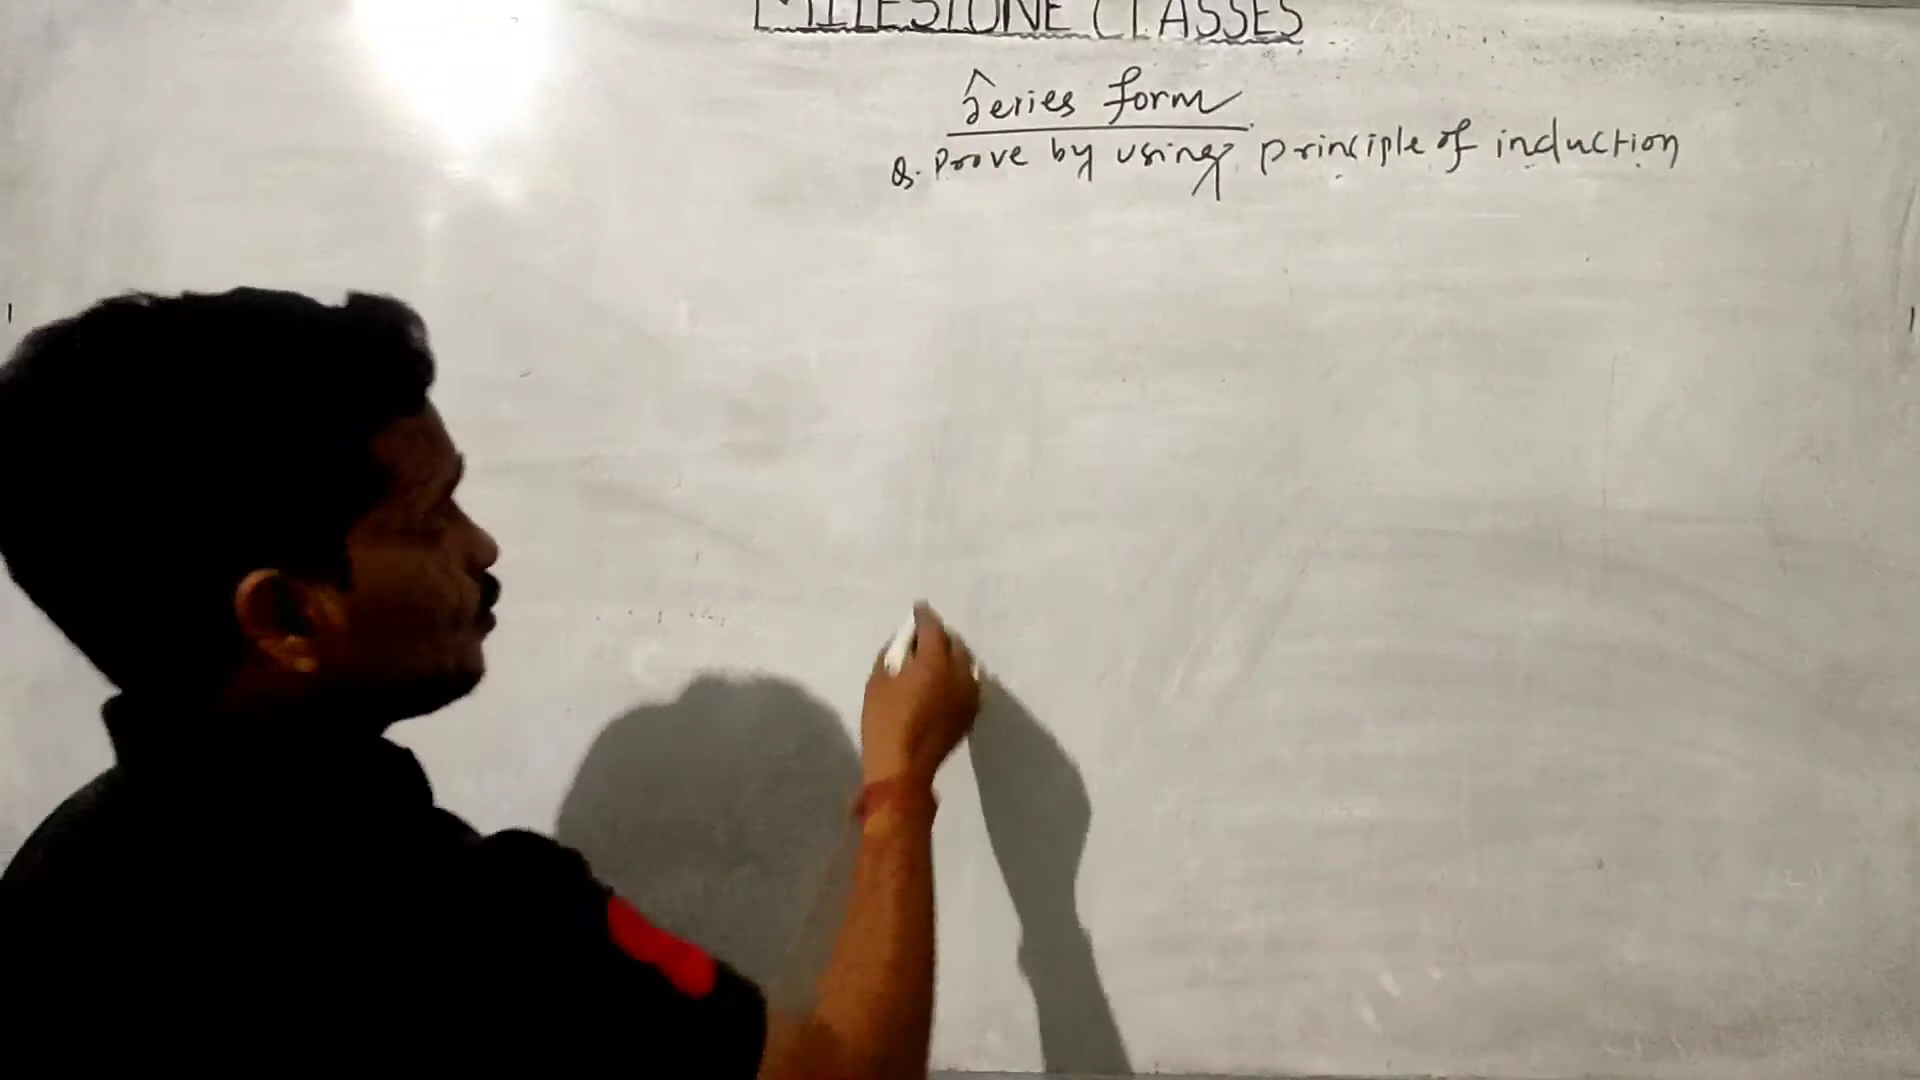 MILESTONE CLASSES
Series form
Q. Prove by using principle of induction